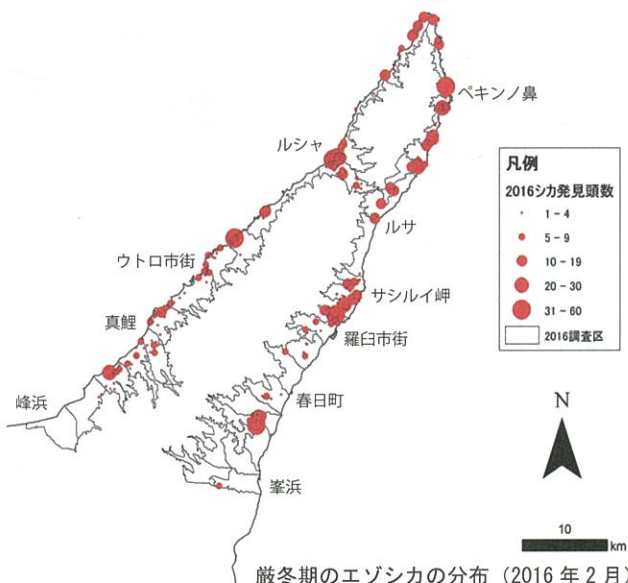 ペキンノ鼻
ルシャ
ルサ
ウトロ市街
サシルイ岬
真鯉
羅臼市街
峰浜
春日町
峯浜
凡例
2016シカ発見頭数
1 - 4
5 - 9
10 - 19
20 - 30
31 - 60
2016調査区
N
10
km
厳冬期のエゾシカの分布（2016 年 2 月）